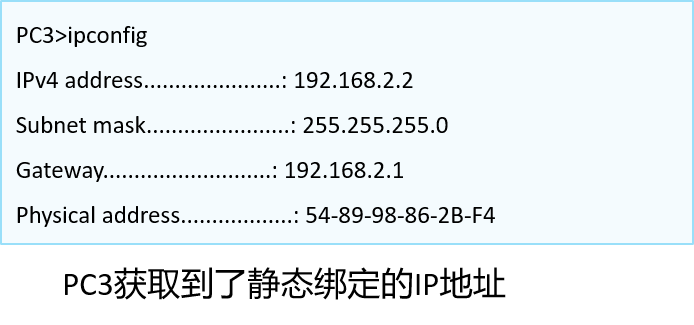 PC3>ipconfig
IPv4 address......................: 192.168.2.2
Subnet mask.......................: 255.255.255.0
Gateway...........................: 192.168.2.1
Physical address..................: 54-89-98-86-2B-F4
PC3获取到了静态绑定的IP地址